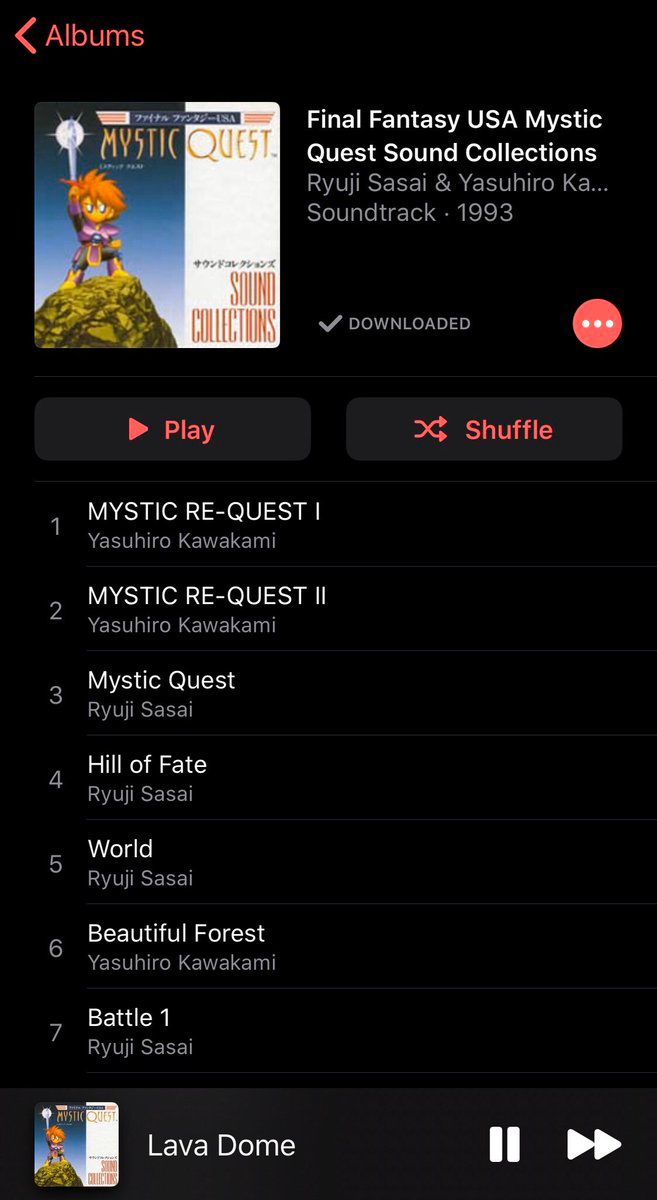 Albums
ファイナル ファンタジーUSA
MYSTIC QUEST
ミスティック クエスト
サウンドコレクションズ
SOUND
COLLECTIONS
Final Fantasy USA Mystic
Quest Sound Collections
Ryuji Sasai & Yasuhiro Ka...
Soundtrack · 1993
DOWNLOADED
Play
Shuffle
1
MYSTIC RE-QUEST I
Yasuhiro Kawakami
2
MYSTIC RE-QUEST II
Yasuhiro Kawakami
3
Mystic Quest
Ryuji Sasai
4
Hill of Fate
Ryuji Sasai
5
World
Ryuji Sasai
6
Beautiful Forest
Yasuhiro Kawakami
7
Battle 1
Ryuji Sasai
MYSTIC QUEST
SOUND
COLLECTIONS
Lava Dome